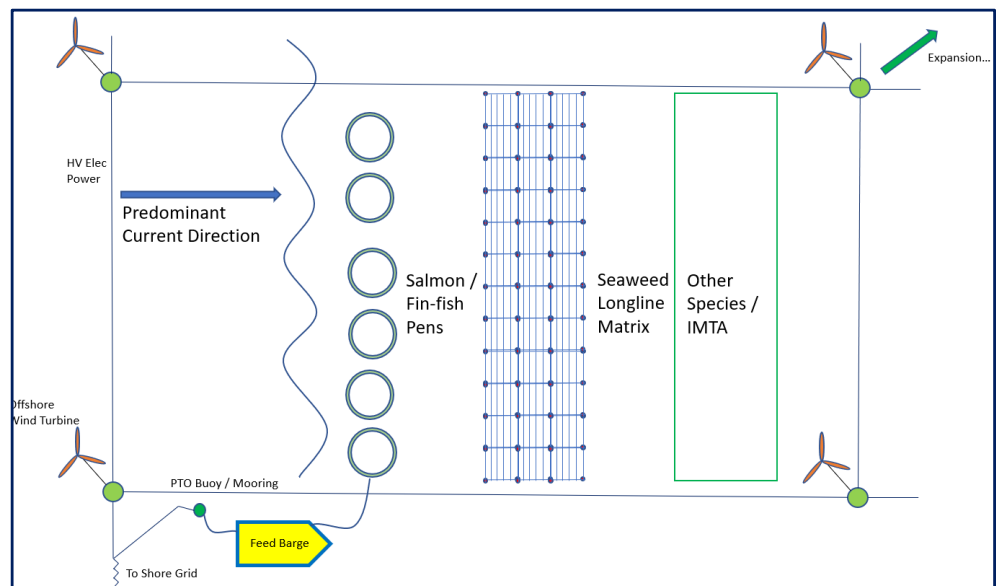 Expansion...
HV Elec
Power
Predominant
Current Direction
Salmon /
Fin-fish
Pens
Seaweed
Longline
Matrix
Other
Species /
IMTA
Offshore
Wind Turbine
PTO Buoy / Mooring
Feed Barge
To Shore Grid